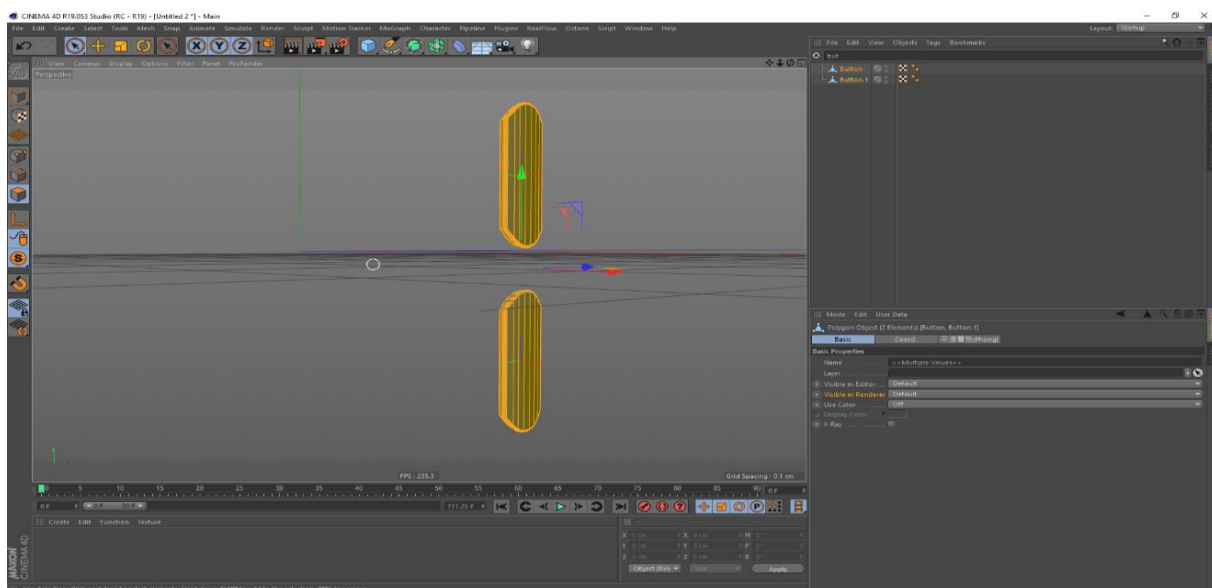 CINEMA 4D R19.053 Studio (RC - R19) - [Untitled 2 *] - Main
File Edit Create Select Tools Mesh Snap Animate Simulate Render Sculpt Motion Tracker MoGraph Character Pipeline Plugins RealFlow Octane Script Window Help
Layout: Startup
View Cameras Display Options Filter Panel ProRender
Perspective
File Edit View Objects Tags Bookmarks
But
Button
Button.1
Mode Edit User Data
Polygon Object (2 Elements) [Button, Button.1]
Basic Coord. 平滑着色(Phong)
Basic Properties
Name <<Multiple Values>>
Layer
Visible in Editor Default
Visible in Renderer Default
Use Color Off
Display Color
X-Ray
Y
FPS : 235.3
Grid Spacing : 0.1 cm
0 5 10 15 20 25 30 35 40 45 50 55 60 65 70 75 80 85 90 0 F
0 F
Create Edit Function Texture
X 0 cm X 0 cm H 0 °
Y 0 cm Y 0 cm P 0 °
Z 0 cm Z 0 cm B 0 °
Object (Rel) Size Apply
MAXON
CINEMA 4D